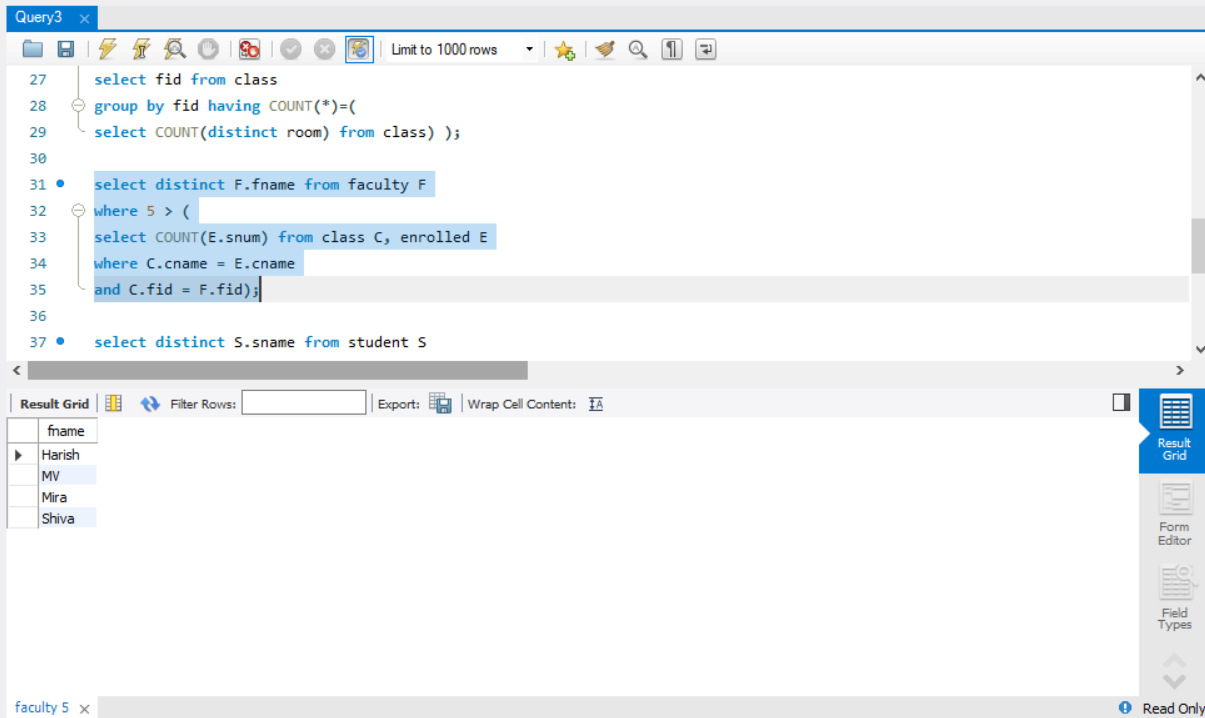 Query3
Limit to 1000 rows
27 select fid from class
28 group by fid having COUNT(*)=(
29 select COUNT(distinct room) from class) );
30
31 select distinct F.fname from faculty F
32 where 5 > (
33 select COUNT(E.snum) from class C, enrolled E
34 where C.cname = E.cname
35 and C.fid = F.fid);
36
37 select distinct S.sname from student S
Result Grid Filter Rows: Export: Wrap Cell Content:
fname
Harish
MV
Mira
Shiva
Result
Grid
Form
Editor
Field
Types
faculty 5 Read Only